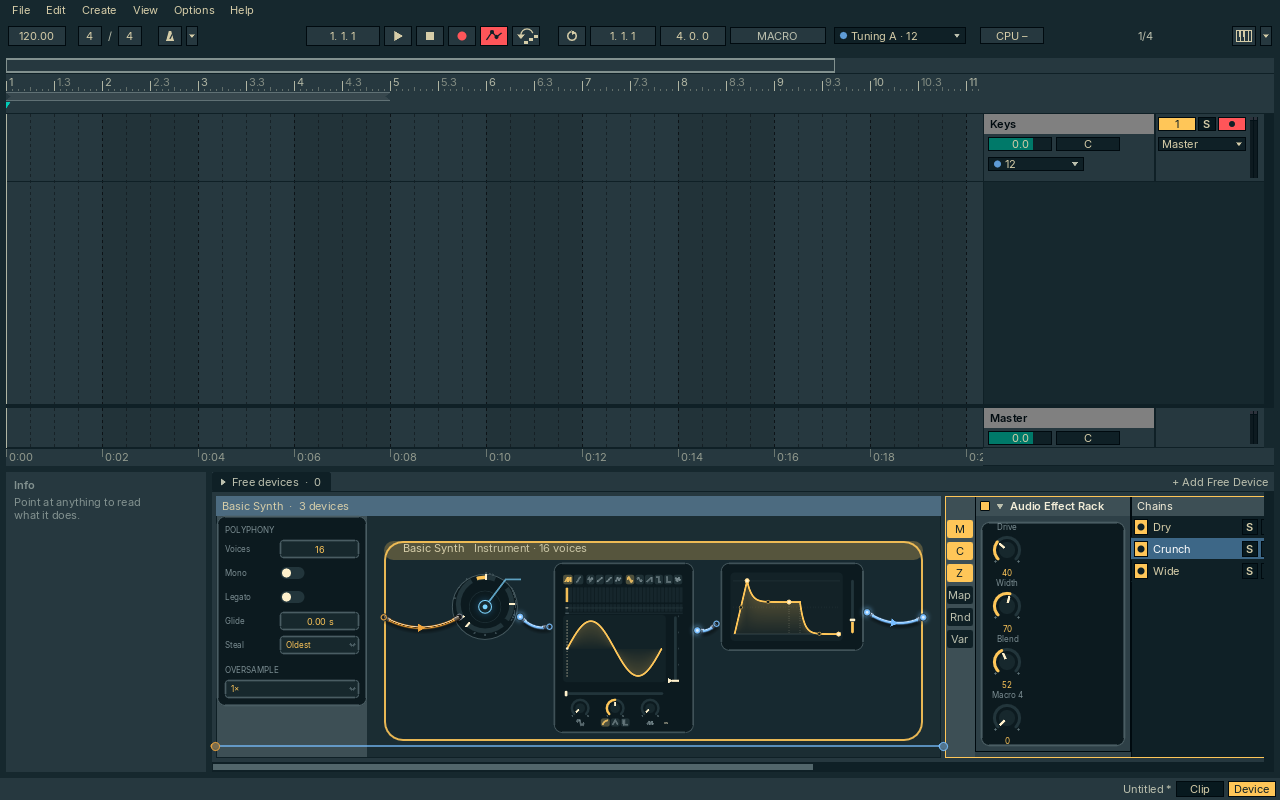 File Edit Create View Options Help
120.00 4 / 4 1. 1. 1 1. 1. 1 4. 0. 0 MACRO Tuning A · 12 CPU – 1/4
1 1.3 2 2.3 3 3.3 4 4.3 5 5.3 6 6.3 7 7.3 8 8.3 9 9.3 10 10.3 11
Keys 1 S
0.0 C Master
12
Master
0.0 C
0:00 0:02 0:04 0:06 0:08 0:10 0:12 0:14 0:16 0:18
Info
Point at anything to read
what it does.
Free devices · 0 + Add Free Device
Basic Synth · 3 devices
POLYPHONY
Voices 16
Mono
Legato
Glide 0.00 s
Steal Oldest
OVERSAMPLE
1×
Basic Synth Instrument · 16 voices
M
C
Z
Map
Rnd
Var
Audio Effect Rack
Drive
40
Width
70
Blend
52
Macro 4
0
Chains
Dry S
Crunch S
Wide S
Untitled * Clip Device